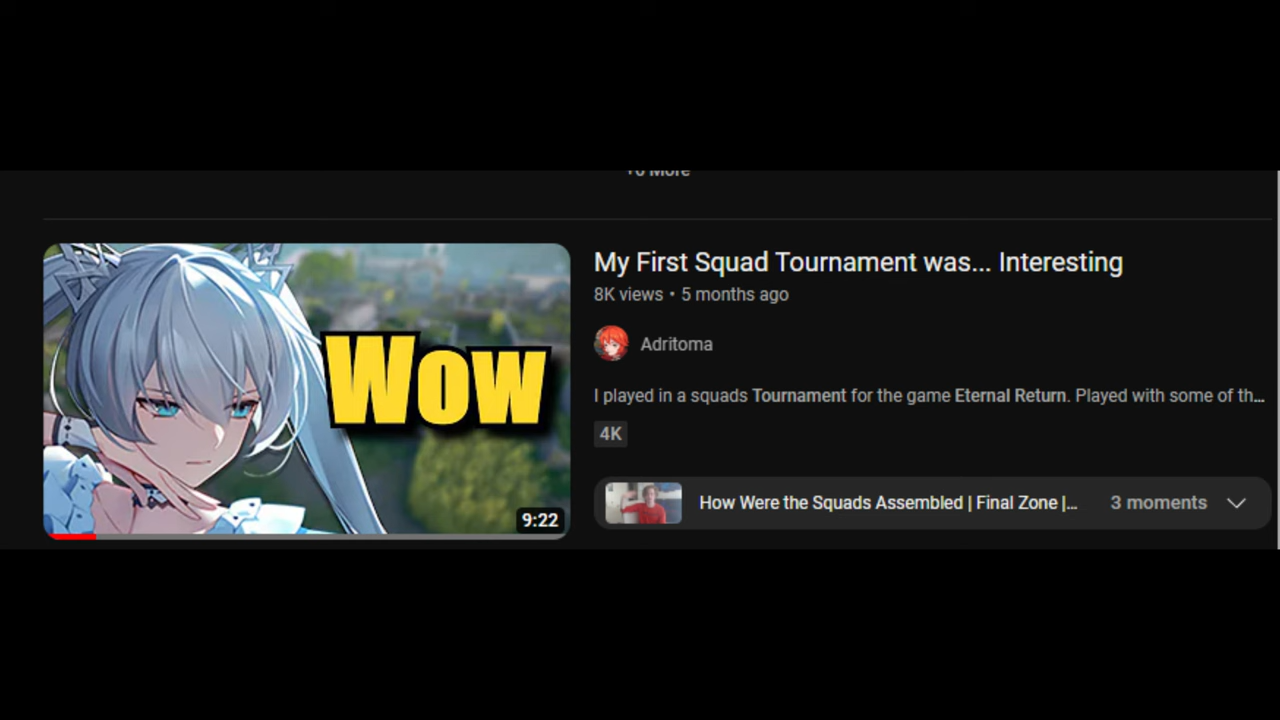 More
My First Squad Tournament was... Interesting
8K views • 5 months ago
Adritoma
I played in a squads Tournament for the game Eternal Return. Played with some of th...
4K
How Were the Squads Assembled | Final Zone |...
3 moments
Wow
9:22